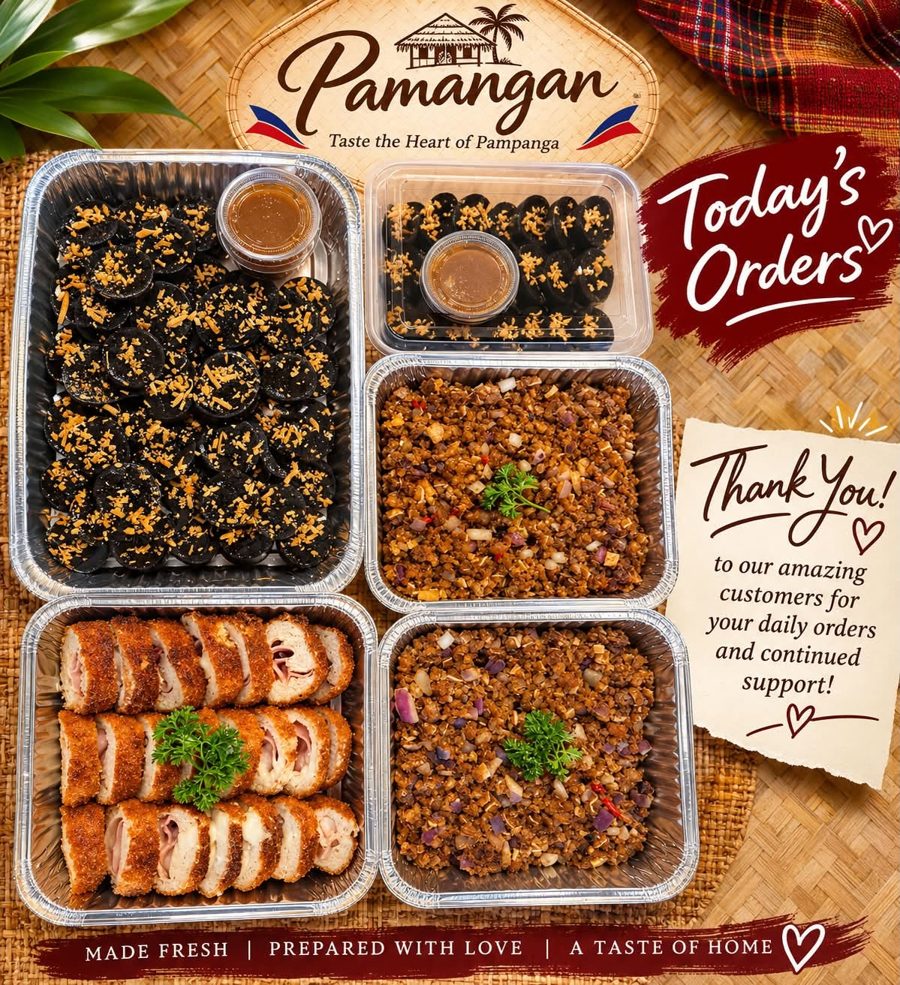 Pamangan
Taste the Heart of Pampanga
Today's
Orders
Thank You!
to our amazing
customers for
your daily orders
and continued
support!
MADE FRESH | PREPARED WITH LOVE | A TASTE OF HOME